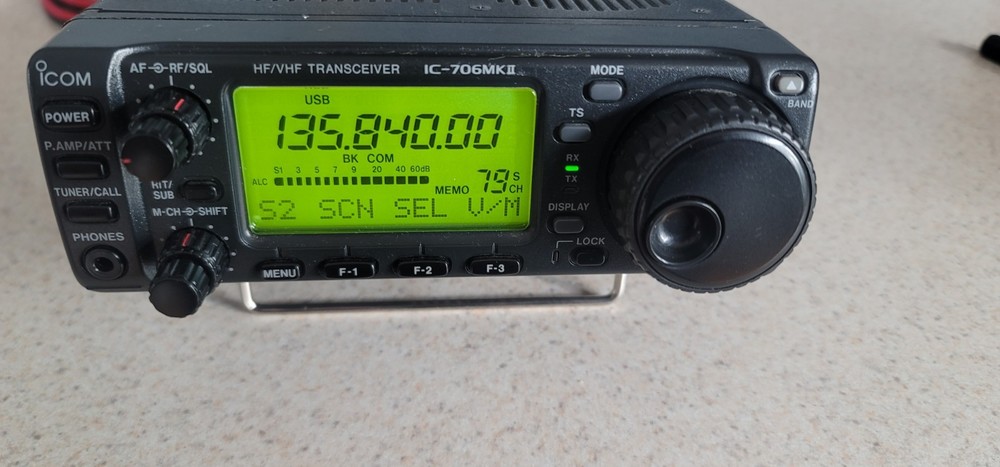 ICOM
AF RF/SQL
HF/VHF TRANSCEIVER IC-706MKII
MODE
BAND
POWER
USB
TS
135.840.00
P.AMP/ATT
BK COM
RX
S1 3 5 7 9 20 40 60dB
ALC
MEMO 79 S
CH
TX
TUNER/CALL
RIT/
SUB
S2 SCN SEL V/M
DISPLAY
M-CH SHIFT
PHONES
LOCK
MENU F-1 F-2 F-3